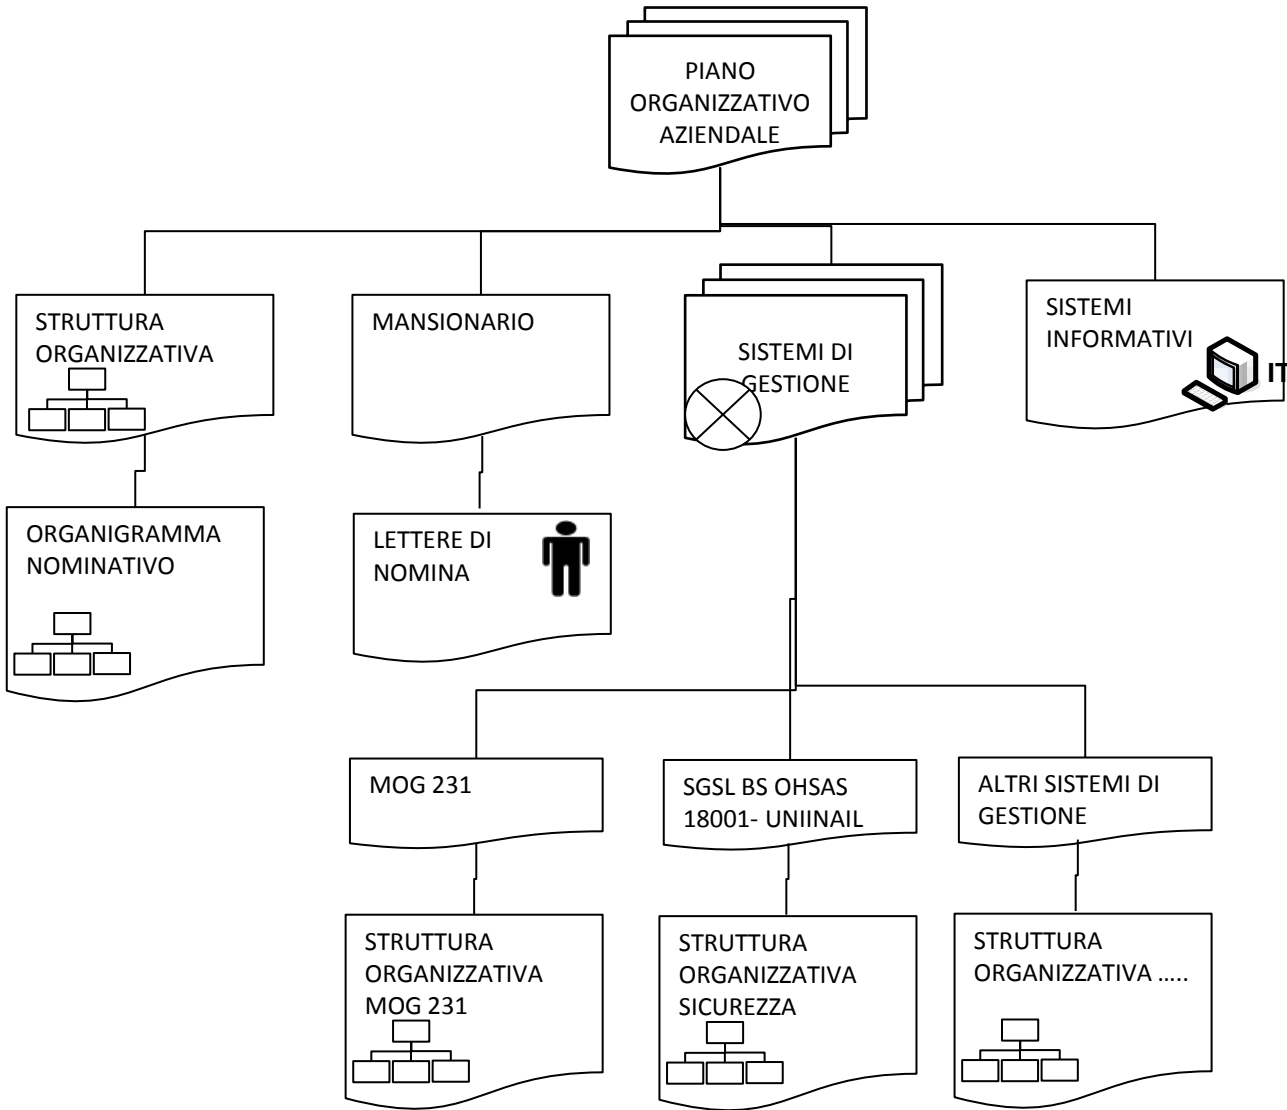 PIANO
ORGANIZZATIVO
AZIENDALE
STRUTTURA
ORGANIZZATIVA
MANSIONARIO
SISTEMI DI
GESTIONE
SISTEMI
INFORMATIVI
IT
ORGANIGRAMMA
NOMINATIVO
LETTERE DI
NOMINA
MOG 231
SGSL BS OHSAS
18001- UNIINAIL
ALTRI SISTEMI DI
GESTIONE
STRUTTURA
ORGANIZZATIVA
MOG 231
STRUTTURA
ORGANIZZATIVA
SICUREZZA
STRUTTURA
ORGANIZZATIVA .....